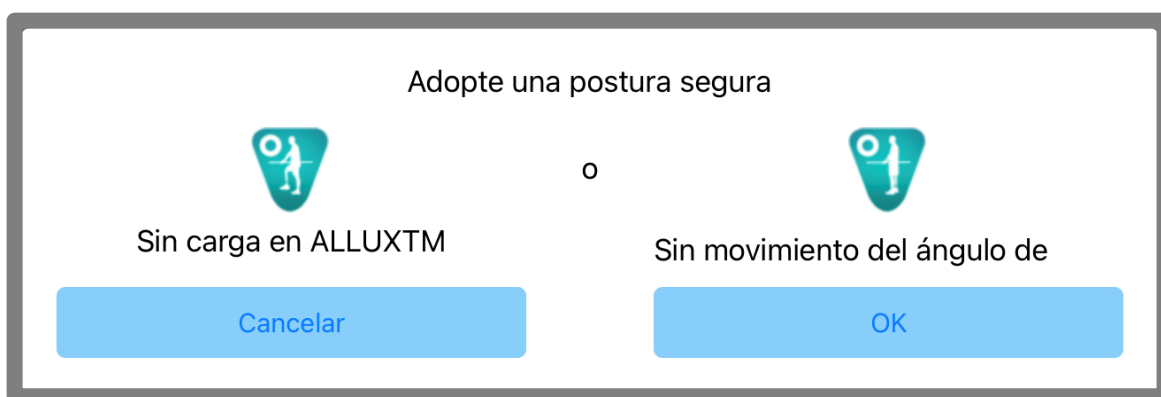 Adopte una postura segura
o
Sin carga en ALLUXTM
Sin movimiento del ángulo de
Cancelar
OK